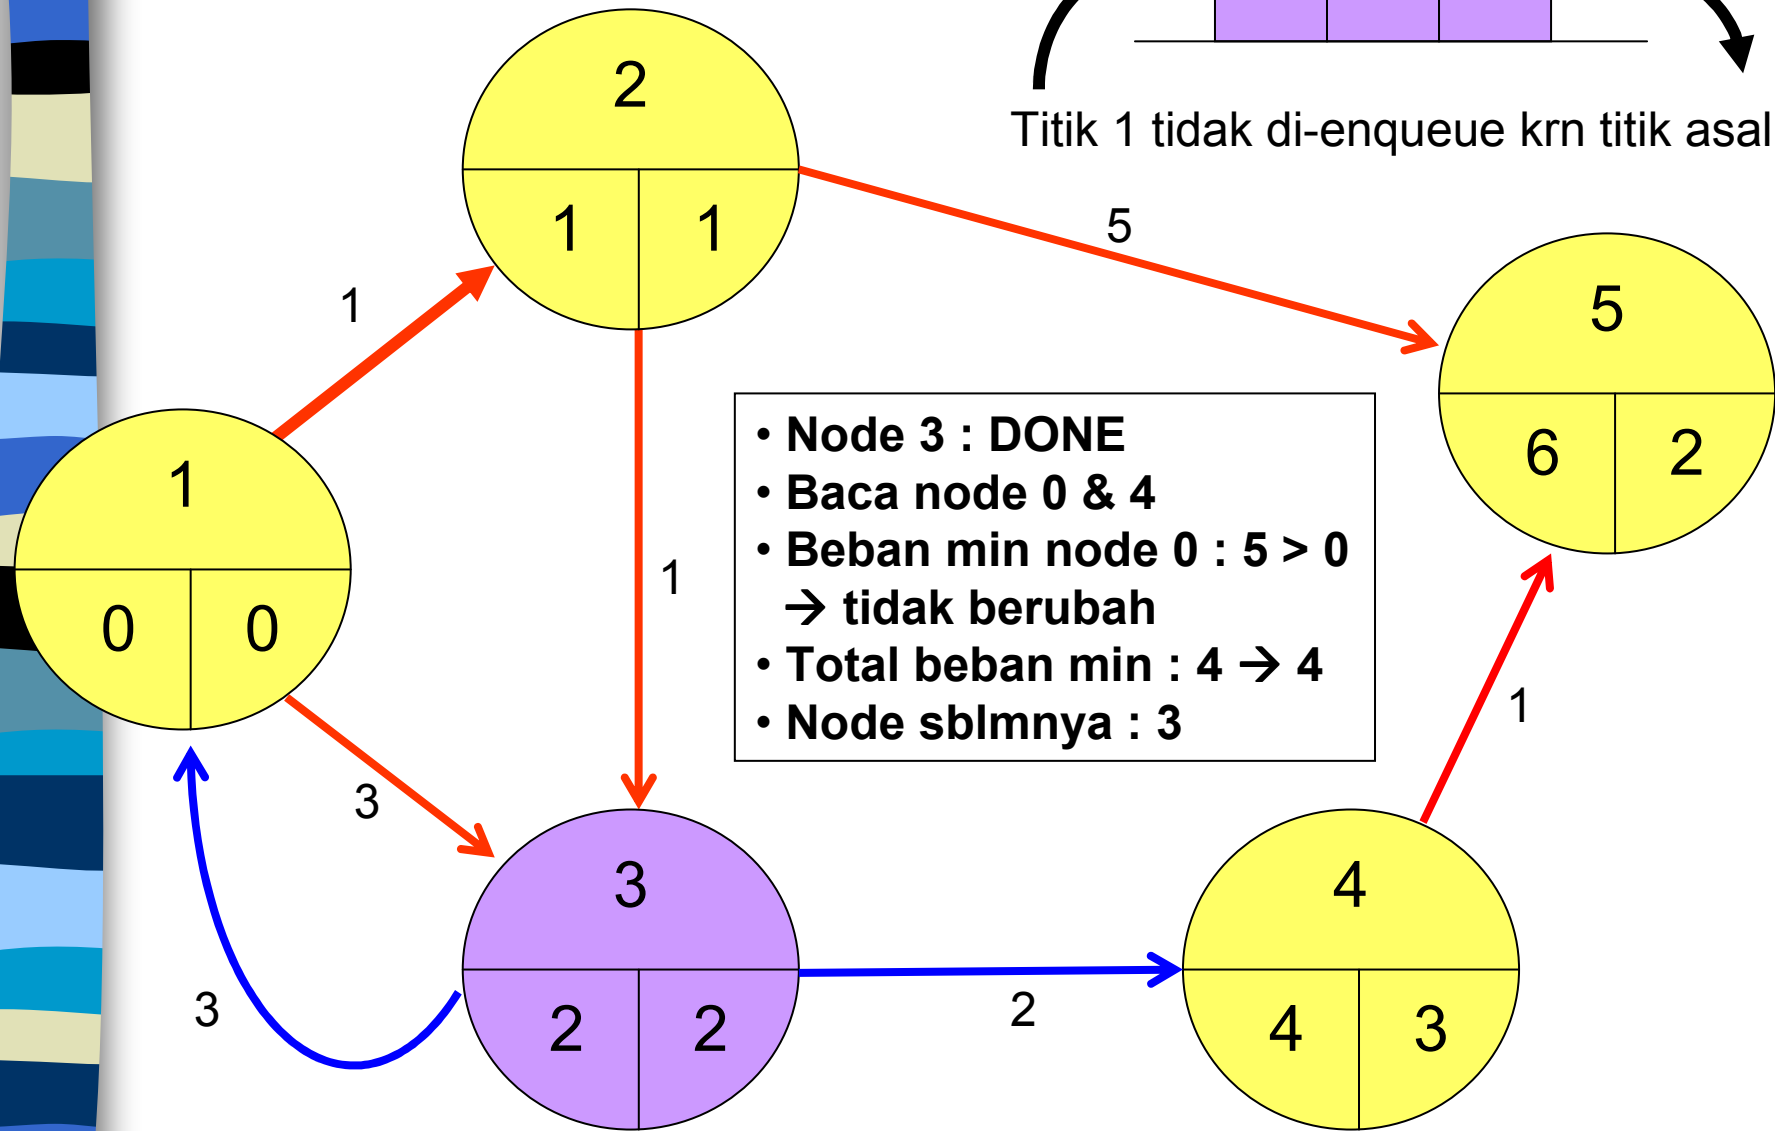 2
1 1
Titik 1 tidak di-enqueue krn titik asal
5
1
5
6 2
1
0 0
• Node 3 : DONE
• Baca node 0 & 4
• Beban min node 0 : 5 > 0
→ tidak berubah
• Total beban min : 4 → 4
• Node sblmnya : 3
1
1
3
3
2 2
3
2
4
4 3